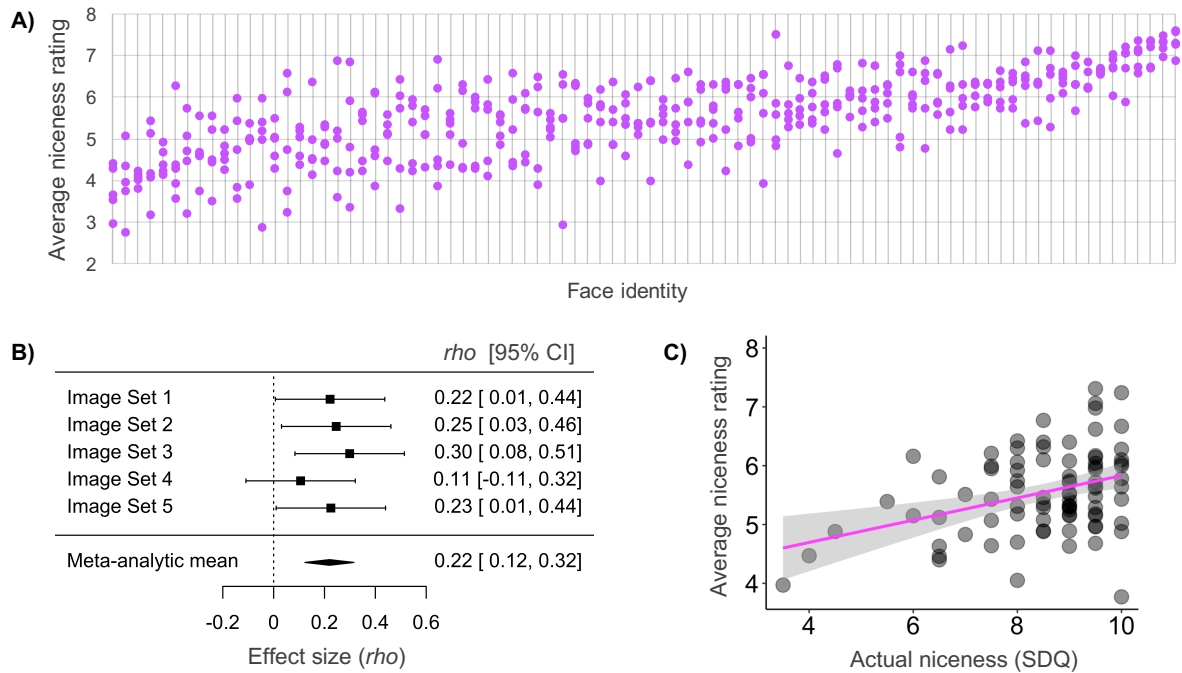 A)
Average niceness rating
8
7
6
5
4
3
2
Face identity
B)
rho [95% CI]
Image Set 1 0.22 [ 0.01, 0.44]
Image Set 2 0.25 [ 0.03, 0.46]
Image Set 3 0.30 [ 0.08, 0.51]
Image Set 4 0.11 [-0.11, 0.32]
Image Set 5 0.23 [ 0.01, 0.44]
Meta-analytic mean 0.22 [ 0.12, 0.32]
-0.2 0 0.2 0.4 0.6
Effect size (rho)
C)
Average niceness rating
8
7
6
5
4
4 6 8 10
Actual niceness (SDQ)